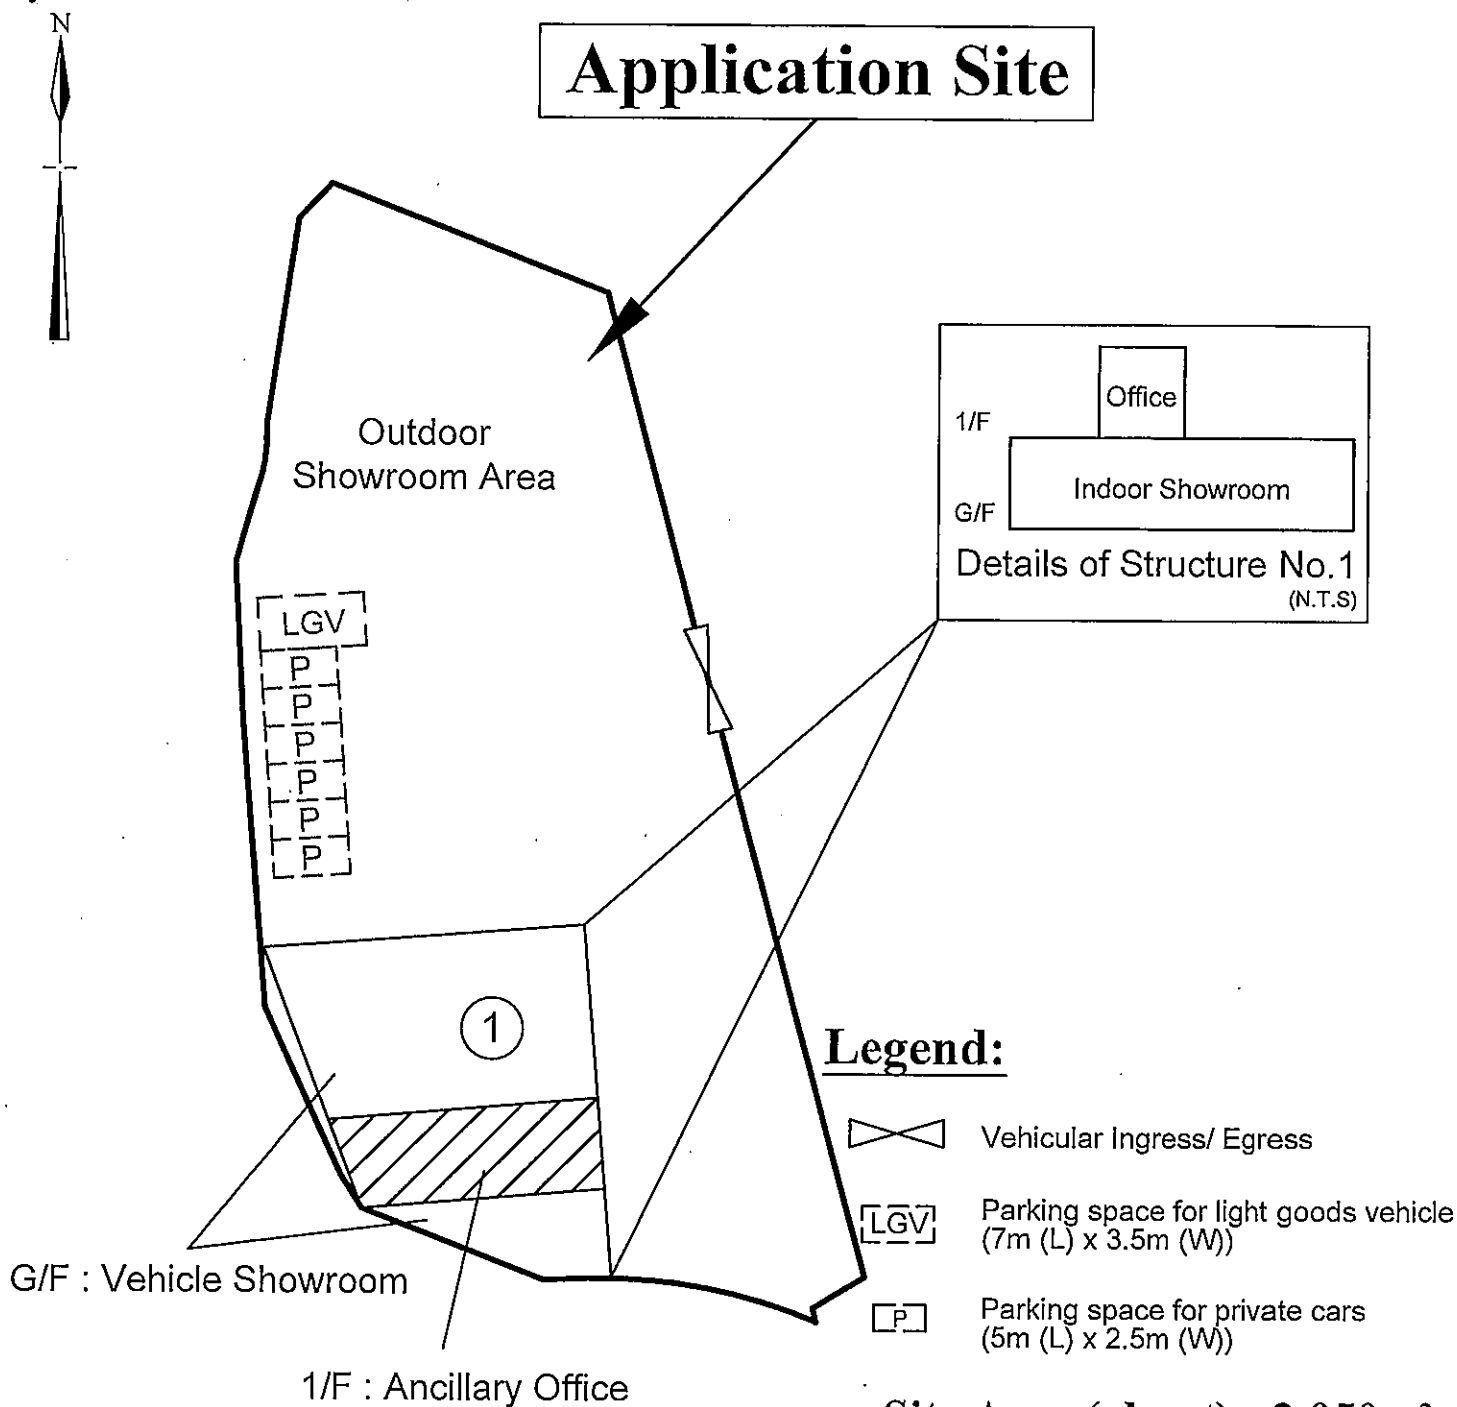 N
Application Site
Outdoor
Showroom Area
Office
1/F
Indoor Showroom
G/F
Details of Structure No.1
(N.T.S)
LGV
P
P
P
P
P
P
1
Legend:
Vehicular Ingress/ Egress
LGV
Parking space for light goods vehicle
(7m (L) x 3.5m (W))
P
Parking space for private cars
(5m (L) x 2.5m (W))
G/F : Vehicle Showroom
1/F : Ancillary Office